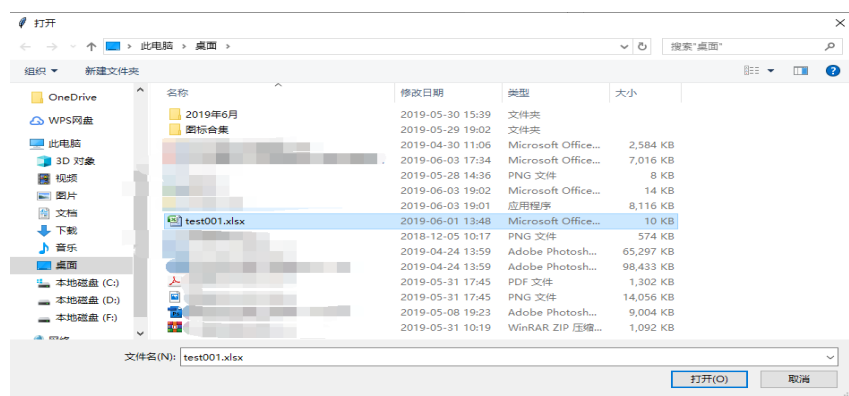 打开
此电脑 › 桌面 ›
搜索"桌面"
组织 新建文件夹
OneDrive
WPS网盘
此电脑
3D 对象
视频
图片
文档
下载
音乐
桌面
本地磁盘 (C:)
本地磁盘 (D:)
本地磁盘 (F:)
名称 修改日期 类型 大小
2019年6月 2019-05-30 15:39 文件夹
图标合集 2019-05-29 19:02 文件夹
2019-04-30 11:06 Microsoft Office... 2,584 KB
2019-06-03 17:34 Microsoft Office... 7,016 KB
2019-05-28 14:36 PNG 文件 8 KB
2019-06-03 19:02 Microsoft Office... 14 KB
2019-06-03 19:01 应用程序 8,116 KB
test001.xlsx 2019-06-01 13:48 Microsoft Office... 10 KB
2018-12-05 10:17 PNG 文件 574 KB
2019-04-24 13:59 Adobe Photosh... 65,297 KB
2019-04-24 13:59 Adobe Photosh... 98,433 KB
2019-05-31 17:45 PDF 文件 1,302 KB
2019-05-31 17:45 PNG 文件 14,056 KB
2019-05-08 19:23 Adobe Photosh... 9,004 KB
2019-05-31 10:19 WinRAR ZIP 压缩... 1,092 KB
文件名(N): test001.xlsx
打开(O) 取消